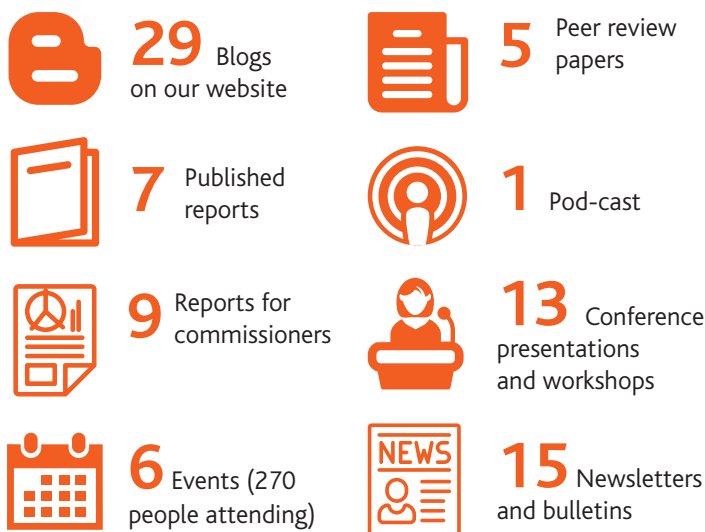 29 Blogs
on our website
5 Peer review
papers
7 Published
reports
1 Pod-cast
9 Reports for
commissioners
13 Conference
presentations
and workshops
6 Events (270
people attending)
NEWS
15 Newsletters
and bulletins